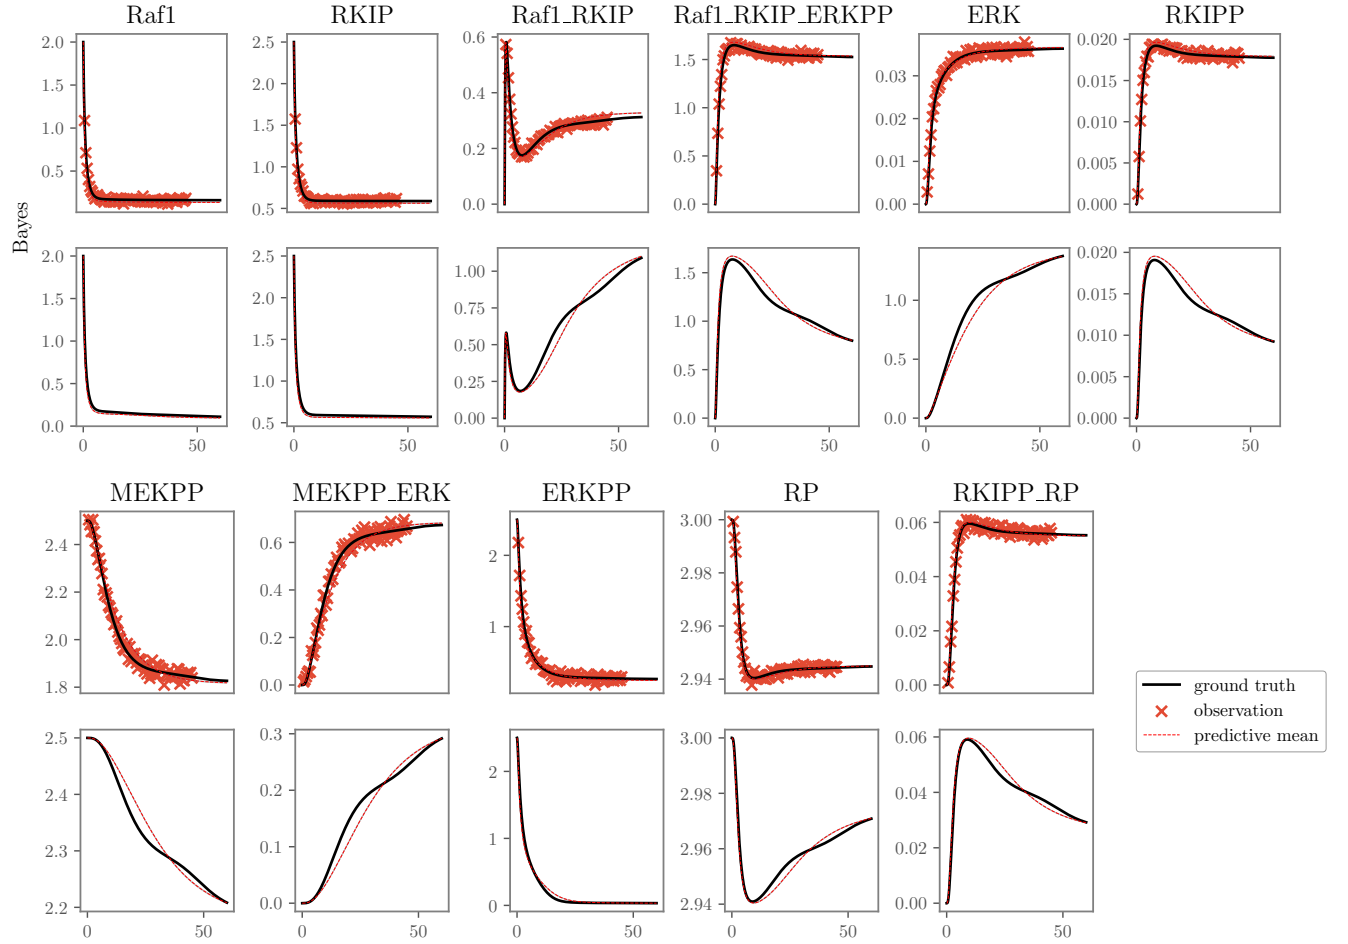 Raf1 RKIP Raf1_RKIP Raf1_RKIP_ERKPP ERK RKIPP
2.0 2.5 0.6 0.020
1.5 2.0 0.4 1.5 0.03 0.015
1.0 1.5 1.0 0.02 0.010
0.5 1.0 0.2 0.5 0.01 0.005
0.5 0.0 0.0 0.00 0.000
Bayes
2.0 2.5 1.00 1.5 0.020
1.5 2.0 0.75 1.0 1.0 0.015
1.0 1.5 0.50 0.5 0.010
0.5 1.0 0.25 0.5 0.005
0.0 0.5 0.00 0.0 0.0 0.000
0 50 0 50 0 50 0 50 0 50 0 50
MEKPP MEKPP_ERK ERKPP RP RKIPP_RP
2.4 0.6 2 3.00 0.06
2.2 0.4 2.98 0.04
2.0 0.2 1 2.96 0.02
1.8 0.0 2.94 0.00
ground truth
observation
predictive mean
2.5 0.3 2 3.00 0.06
2.4 0.2 2.98 0.04
2.3 0.1 1 2.96 0.02
2.2 0.0 0 2.94 0.00
0 50 0 50 0 50 0 50 0 50